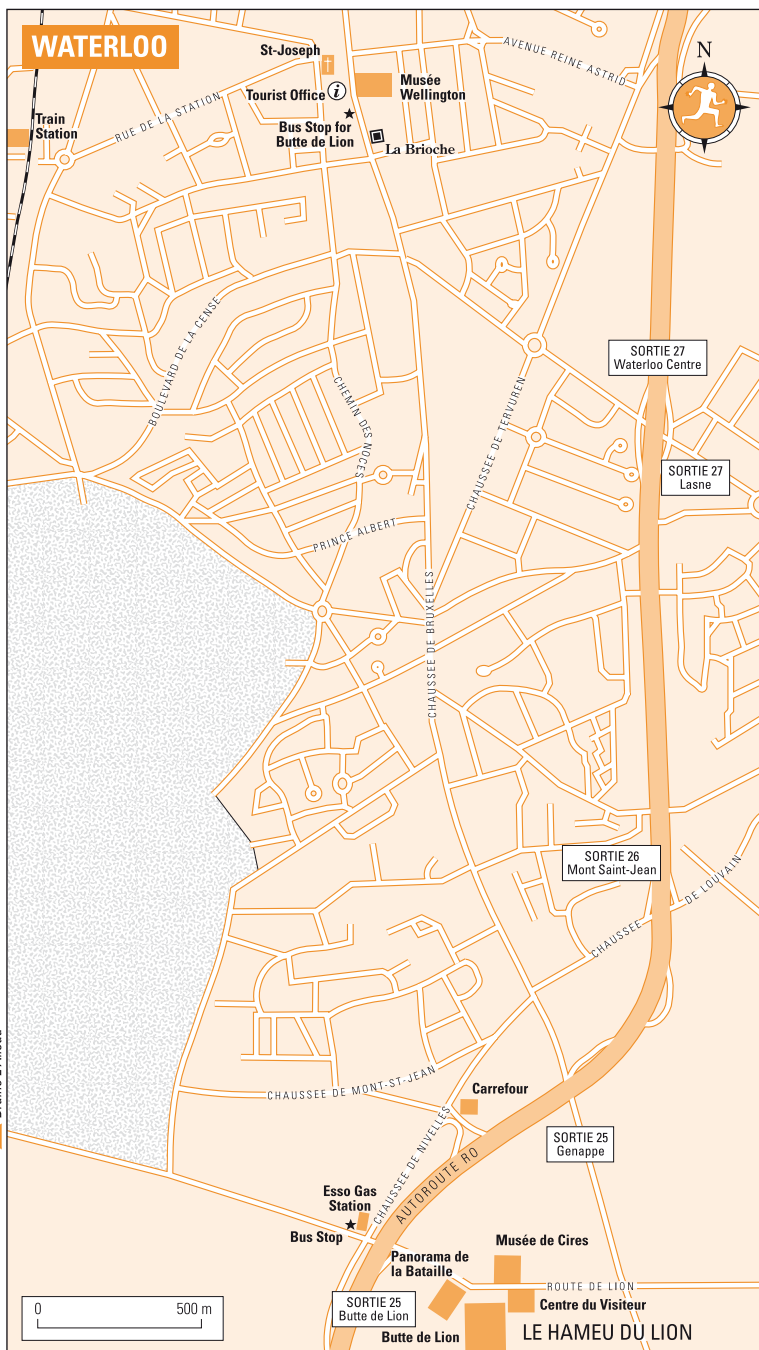 WATERLOO
St-Joseph
AVENUE REINE ASTRID
N
Musée
Wellington
Tourist Office
i
RUE DE LA STATION
Train
Station
Bus Stop for
Butte de Lion
La Brioche
SORTIE 27
Waterloo Centre
BOULEVARD DE LA CENSE
CHEMIN DES NOCES
CHAUSSEE DE TERVUREN
SORTIE 27
Lasne
PRINCE ALBERT
CHAUSSEE DE BRUXELLES
SORTIE 26
Mont Saint-Jean
CHAUSSEE DE LOUVAIN
CHAUSSEE DE MONT-ST-JEAN
Carrefour
CHAUSSEE DE NIVELLES
AUTOROUTE RO
SORTIE 25
Genappe
Esso Gas
Station
Bus Stop
Musée de Cires
Panorama de
la Bataille
ROUTE DE LION
SORTIE 25
Butte de Lion
Centre du Visiteur
Butte de Lion
LE HAMEU DU LION
0 500 m